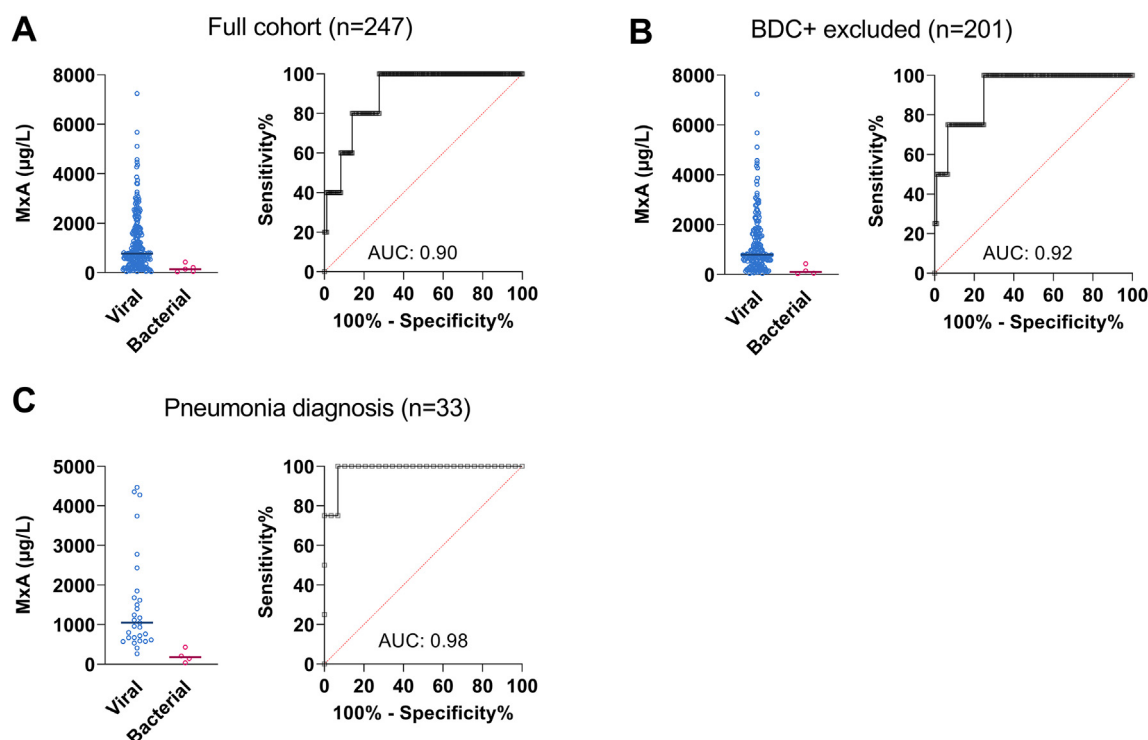 A
Full cohort (n=247)
MxA (µg/L)
8000
6000
4000
2000
0
Viral
Bacterial
Sensitivity%
100
80
60
40
20
0
AUC: 0.90
0 20 40 60 80 100
100% - Specificity%
B
BDC+ excluded (n=201)
MxA (µg/L)
8000
6000
4000
2000
0
Viral
Bacterial
Sensitivity%
100
80
60
40
20
0
AUC: 0.92
0 20 40 60 80 100
100% - Specificity%
C
Pneumonia diagnosis (n=33)
MxA (µg/L)
5000
4000
3000
2000
1000
0
Viral
Bacterial
Sensitivity%
100
80
60
40
20
0
AUC: 0.98
0 20 40 60 80 100
100% - Specificity%